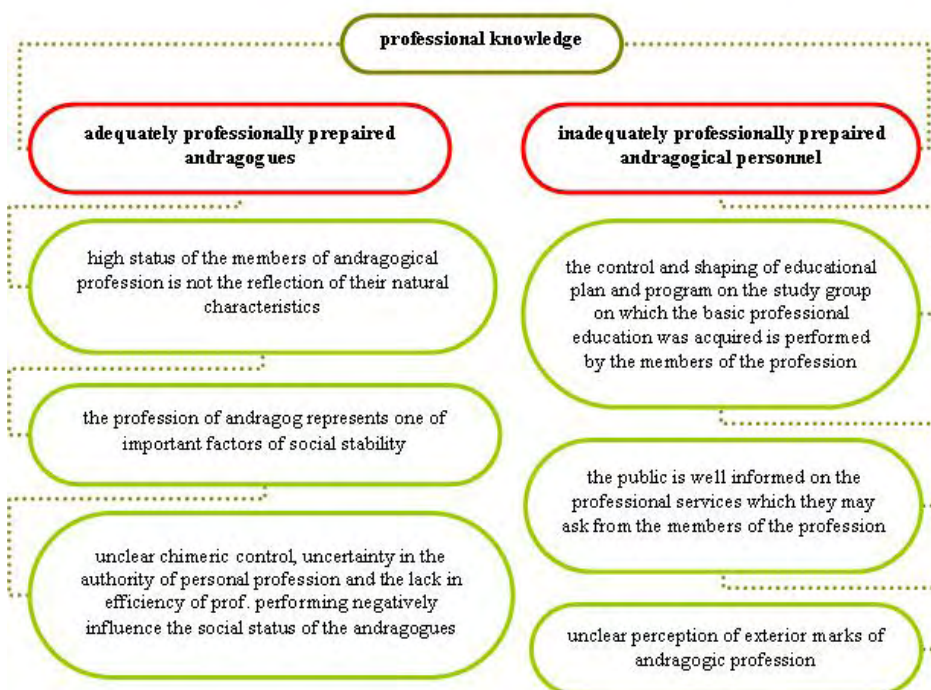 professional knowledge
adequately professionally prepaired
andragogues
high status of the members of andragogical
profession is not the reflection of their natural
characteristics
the profession of andragog represents one of
important factors of social stability
unclear chimeric control, uncertainty in the
authority of personal profession and the lack in
efficiency of prof. performing negatively
influence the social status of the andragogues
inadequately professionally prepaired
andragogical personnel
the control and shaping of educational
plan and program on the study group
on which the basic professional
education was acquired is performed
by the members of the profession
the public is well informed on the
professional services which they may
ask from the members of the profession
unclear perception of exterior marks of
andragogic profession